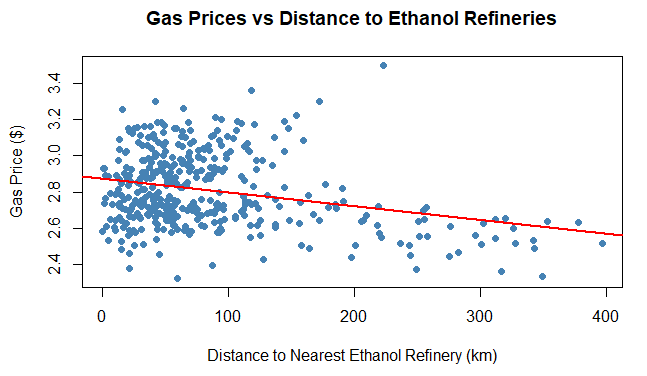 Gas Prices vs Distance to Ethanol Refineries
Gas Price ($)
3.4
3.2
3.0
2.8
2.6
2.4
0 100 200 300 400
Distance to Nearest Ethanol Refinery (km)